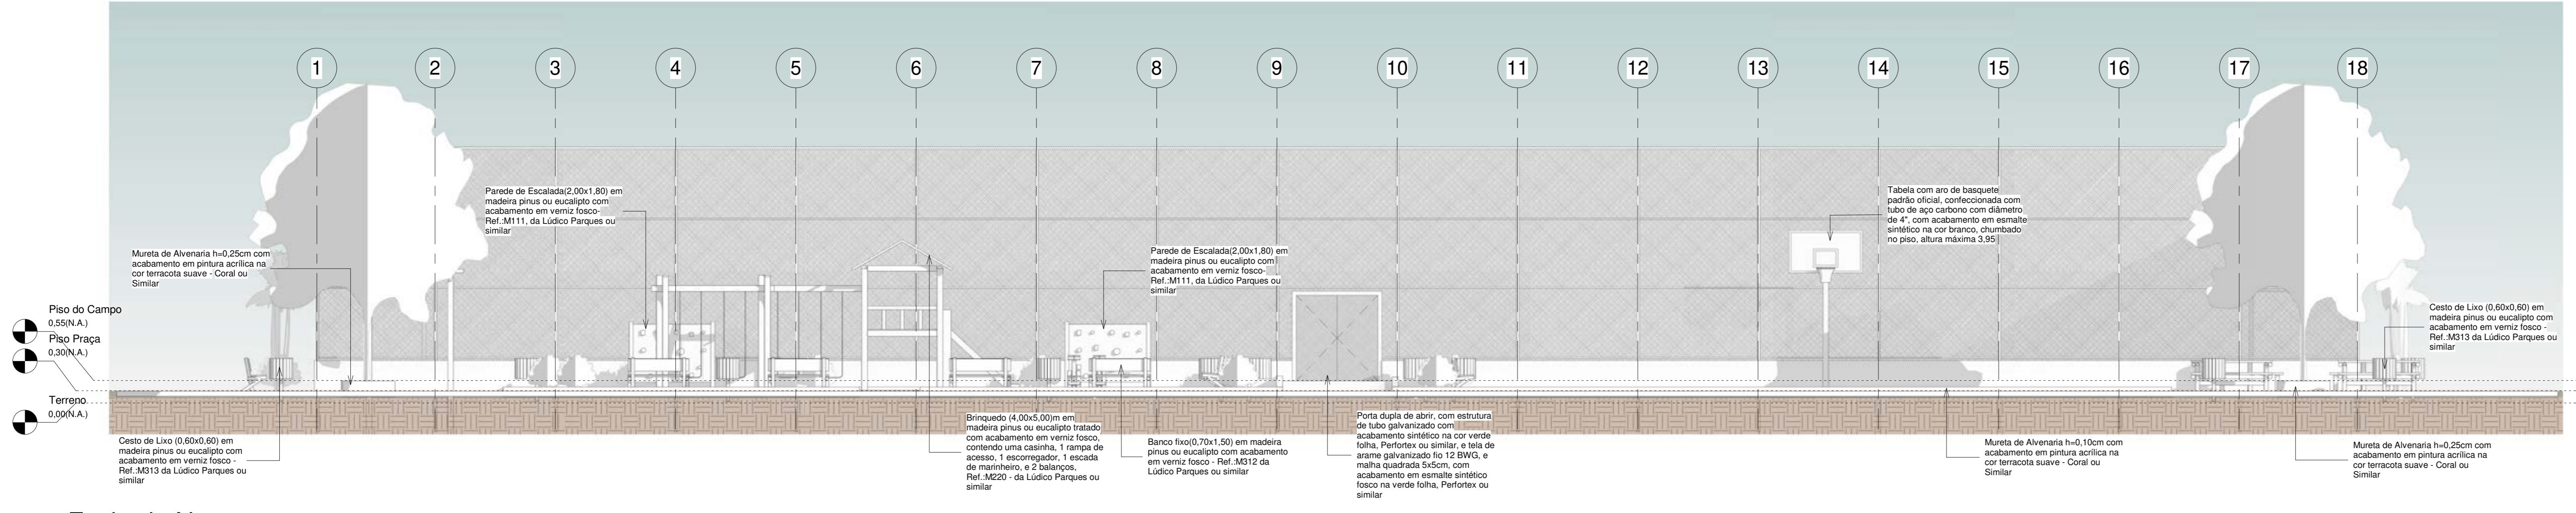 1 2 3 4 5 6 7 8 9 10 11 12 13 14 15 16 17 18
Parede de Escalada(2,00x1,80) em
madeira pinus ou eucalipto com
acabamento em verniz fosco-
Ref.:M111, da Lúdico Parques ou
similar
Tabela com aro de basquete
padrão oficial, confeccionada com
tubo de aço carbono com diâmetro
de 4", com acabamento em esmalte
sintético na cor branco, chumbado
no piso, altura máxima 3,95
Mureta de Alvenaria h=0,25cm com
acabamento em pintura acrílica na
cor terracota suave - Coral ou
Similar
Parede de Escalada(2,00x1,80) em
madeira pinus ou eucalipto com
acabamento em verniz fosco-
Ref.:M111, da Lúdico Parques ou
similar
Piso do Campo
0,55(N.A.)
Piso Praça
0,30(N.A.)
Terreno
0,00(N.A.)
Cesto de Lixo (0,60x0,60) em
madeira pinus ou eucalipto com
acabamento em verniz fosco -
Ref.:M313 da Lúdico Parques ou
similar
Cesto de Lixo (0,60x0,60) em
madeira pinus ou eucalipto com
acabamento em verniz fosco -
Ref.:M313 da Lúdico Parques ou
similar
Brinquedo (4,00x5,00)m em
madeira pinus ou eucalipto tratado
com acabamento em verniz fosco,
contendo uma casinha, 1 rampa de
acesso, 1 escorregador, 1 escada
de marinheiro, e 2 balanços,
Ref.:M220 - da Lúdico Parques ou
similar
Banco fixo(0,70x1,50) em madeira
pinus ou eucalipto com acabamento
em verniz fosco - Ref.:M312 da
Lúdico Parques ou similar
Porta dupla de abrir, com estrutura
de tubo galvanizado com
acabamento sintético na cor verde
folha, Perfortex ou similar, e tela de
arame galvanizado fio 12 BWG, e
malha quadrada 5x5cm, com
acabamento em esmalte sintético
fosco na verde folha, Perfortex ou
similar
Mureta de Alvenaria h=0,10cm com
acabamento em pintura acrílica na
cor terracota suave - Coral ou
Similar
Mureta de Alvenaria h=0,25cm com
acabamento em pintura acrílica na
cor terracota suave - Coral ou
Similar